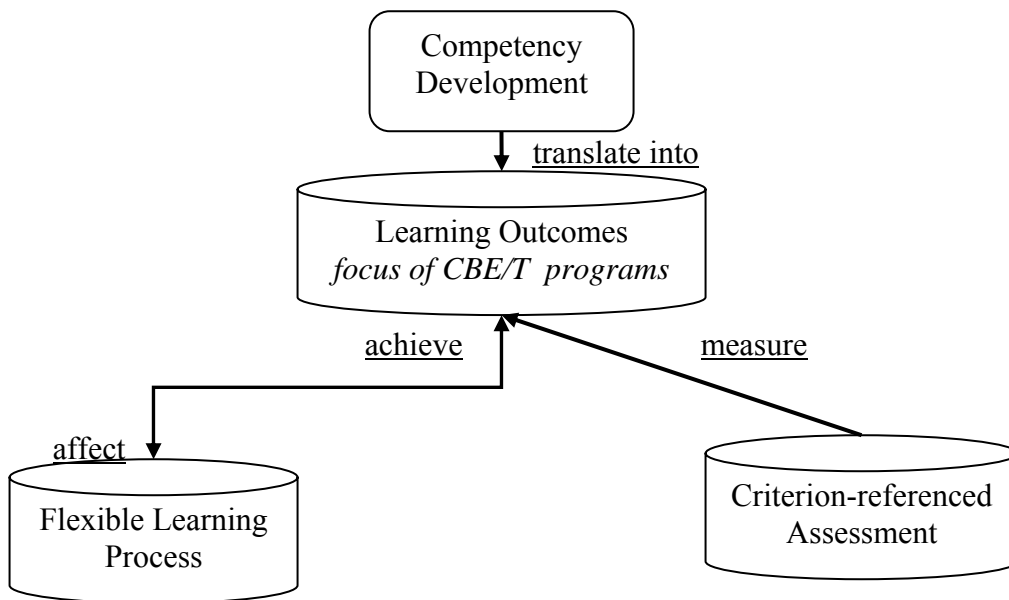 Competency
Development
translate into
Learning Outcomes
focus of CBE/T programs
achieve
measure
affect
Flexible Learning
Process
Criterion-referenced
Assessment